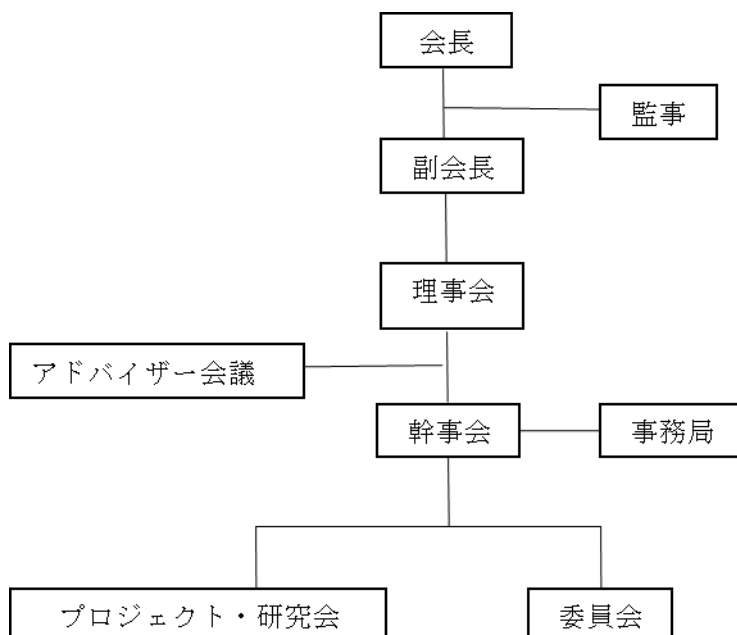 会長
監事
副会長
理事会
アドバイザー会議
幹事会
事務局
プロジェクト・研究会
委員会